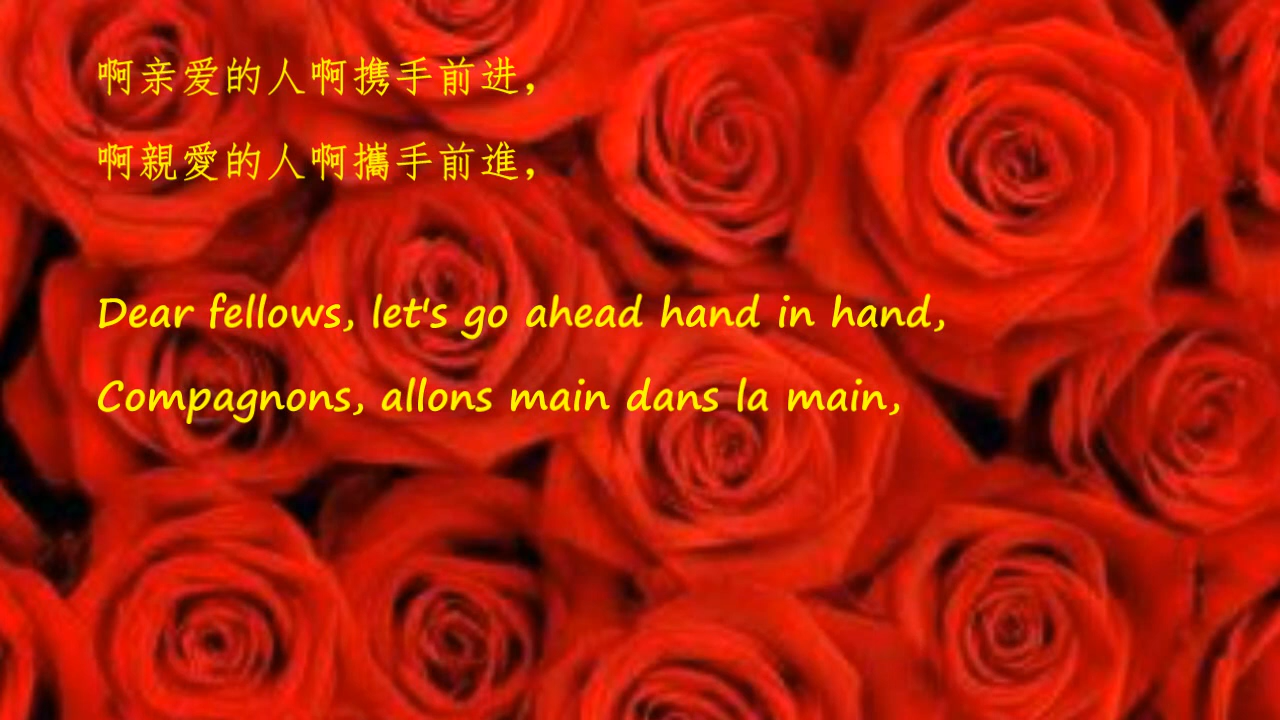 啊亲爱的人啊携手前进，
啊親愛的人啊攜手前進，
Dear fellows, let's go ahead hand in hand,
Compagnons, allons main dans la main,